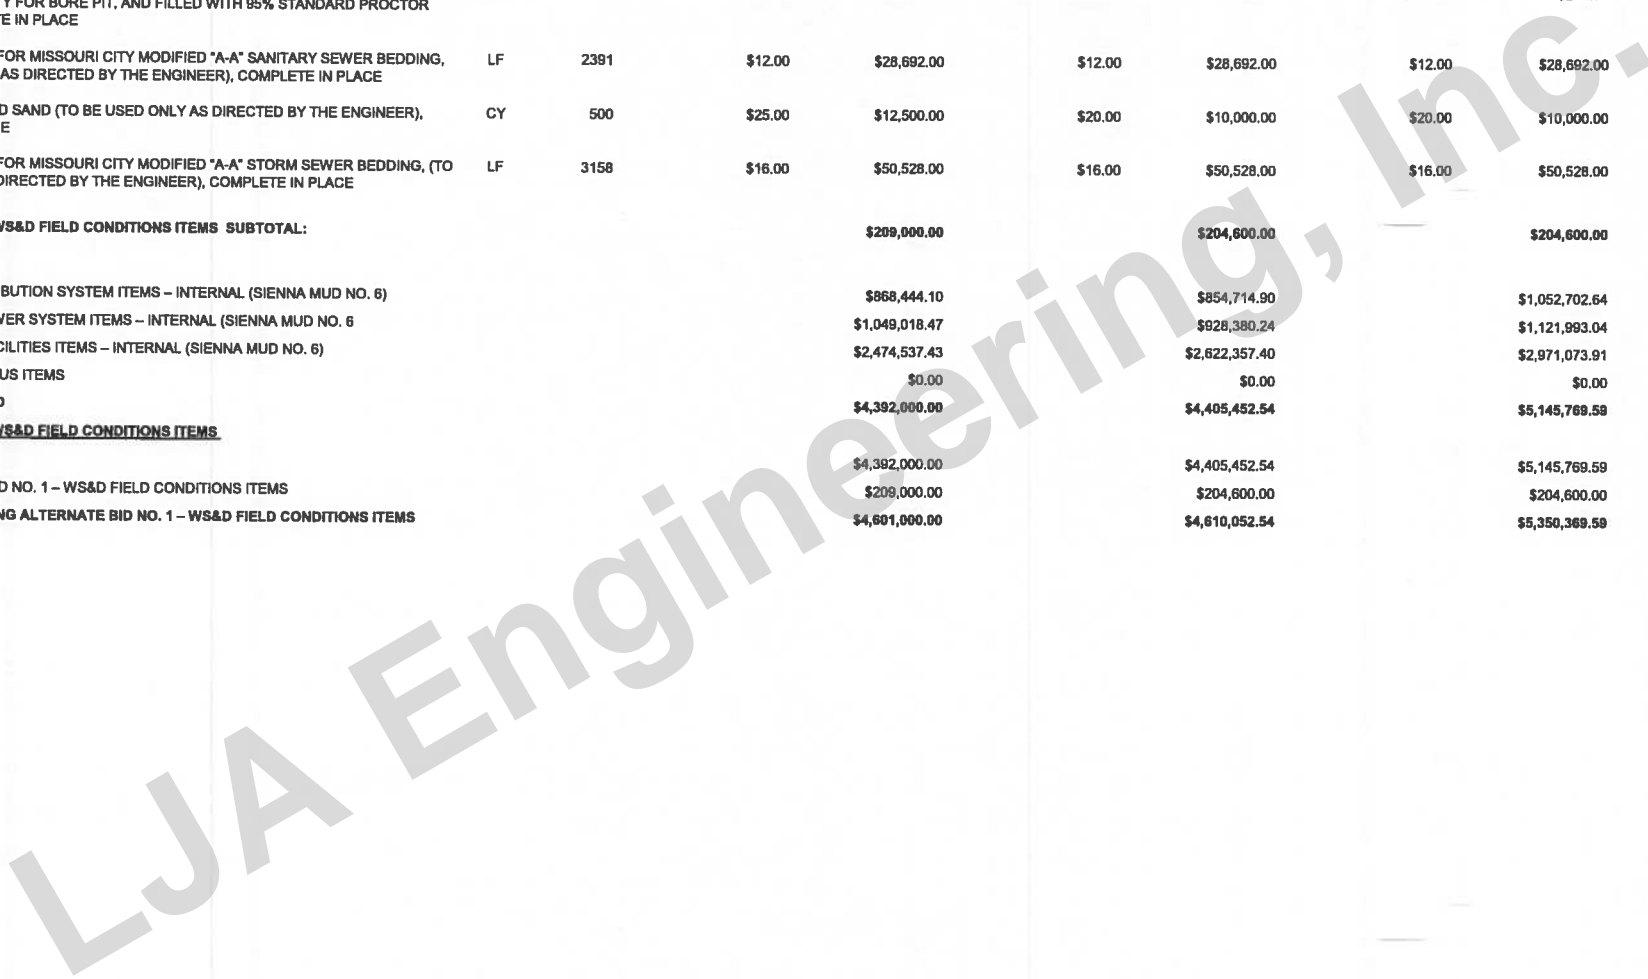 Y FOR BORE PIT, AND FILLED WITH 95% STANDARD PROCTOR
TE IN PLACE
FOR MISSOURI CITY MODIFIED "A-A" SANITARY SEWER BEDDING, LF 2391 $12.00 $28,692.00 $12.00 $28,692.00 $12.00 $28,692.00
AS DIRECTED BY THE ENGINEER), COMPLETE IN PLACE
D SAND (TO BE USED ONLY AS DIRECTED BY THE ENGINEER), CY 500 $25.00 $12,500.00 $20.00 $10,000.00 $20.00 $10,000.00
E
FOR MISSOURI CITY MODIFIED "A-A" STORM SEWER BEDDING, (TO LF 3158 $16.00 $50,528.00 $16.00 $50,528.00 $16.00 $50,528.00
DIRECTED BY THE ENGINEER), COMPLETE IN PLACE
WS&D FIELD CONDITIONS ITEMS SUBTOTAL: $209,000.00 $204,600.00 $204,600.00
BUTION SYSTEM ITEMS – INTERNAL (SIENNA MUD NO. 6) $868,444.10 $854,714.90 $1,052,702.64
VER SYSTEM ITEMS – INTERNAL (SIENNA MUD NO. 6 $1,049,018.47 $928,380.24 $1,121,993.04
CILITIES ITEMS – INTERNAL (SIENNA MUD NO. 6) $2,474,537.43 $2,622,357.40 $2,971,073.91
US ITEMS $0.00 $0.00 $0.00
D $4,392,000.00 $4,405,452.54 $5,145,769.59
WS&D FIELD CONDITIONS ITEMS
$4,392,000.00 $4,405,452.54 $5,145,769.59
D NO. 1 – WS&D FIELD CONDITIONS ITEMS $209,000.00 $204,600.00 $204,600.00
NG ALTERNATE BID NO. 1 – WS&D FIELD CONDITIONS ITEMS $4,601,000.00 $4,610,052.54 $5,350,369.59
LJA Engineering, Inc.